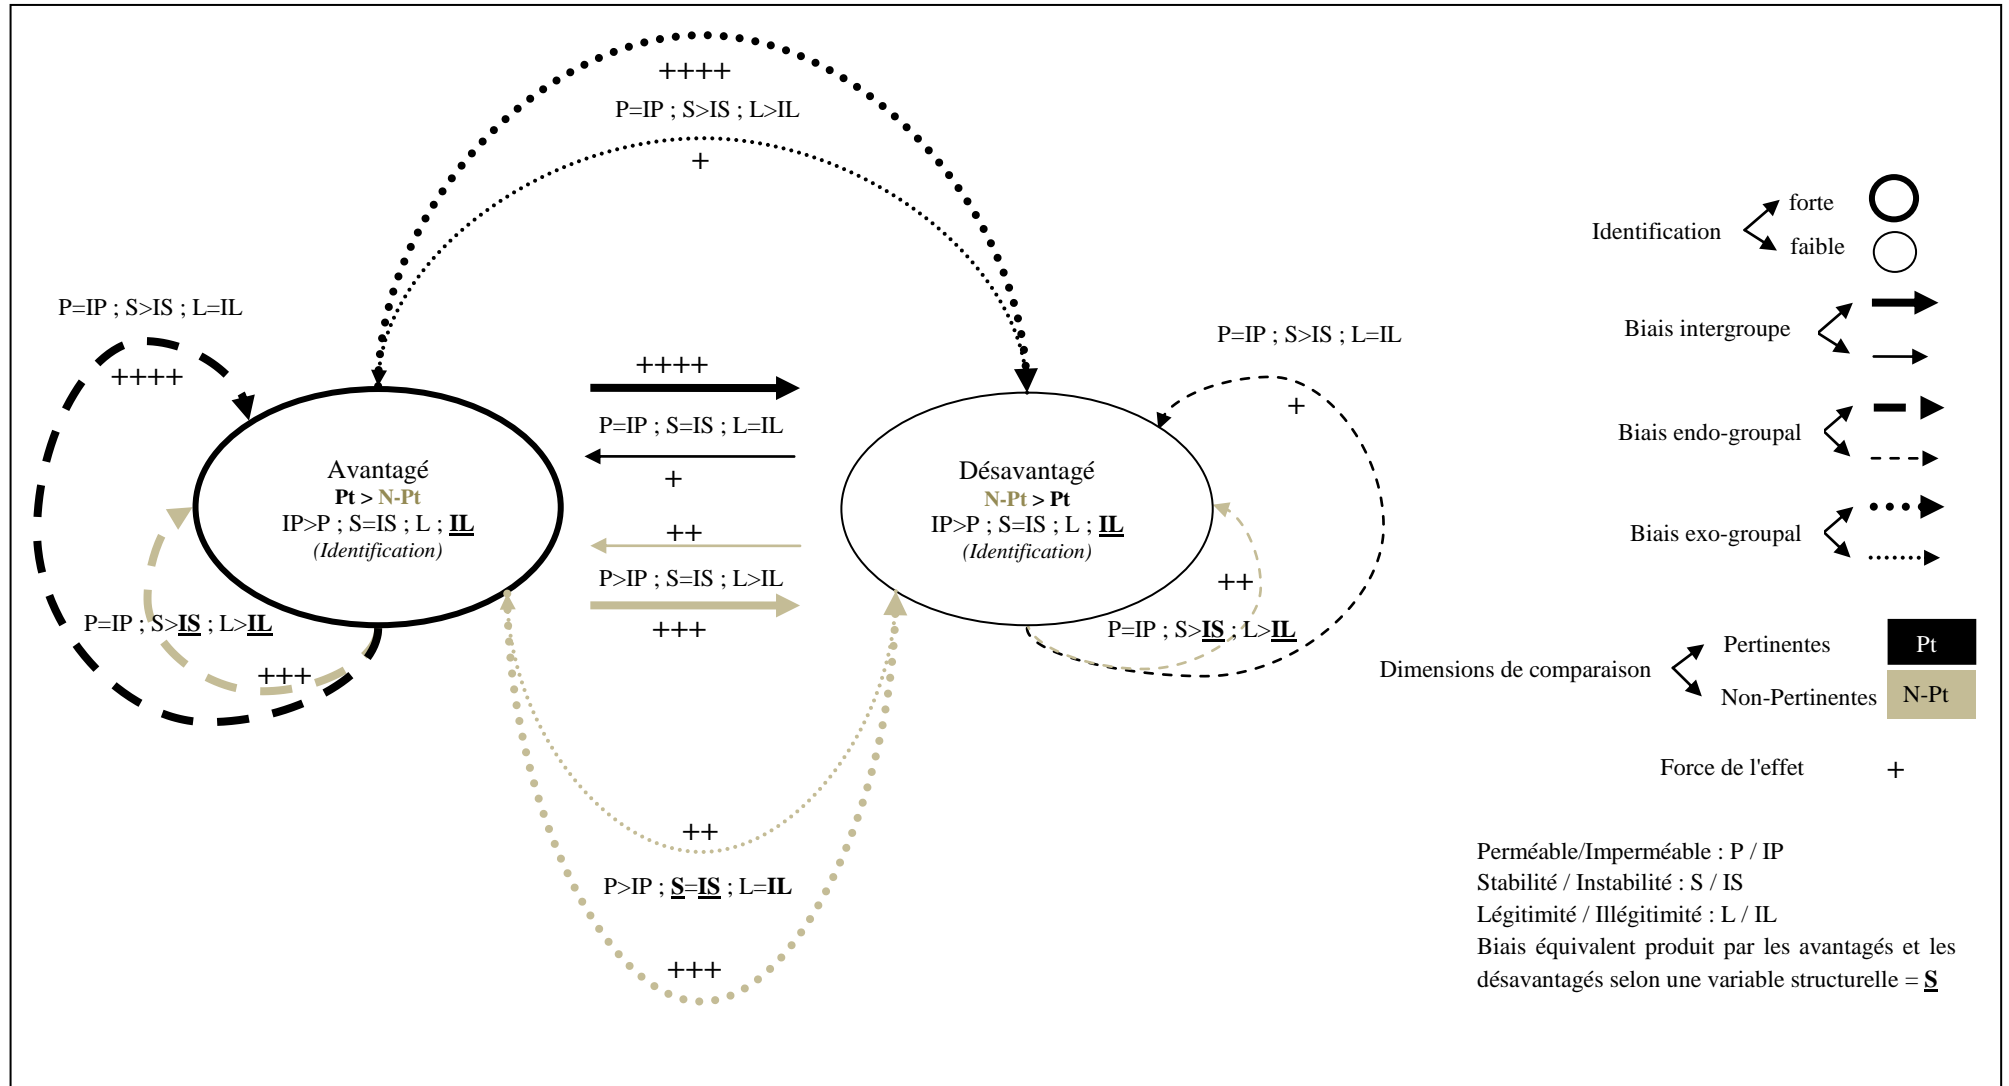 ++++
P=IP ; S>IS ; L>IL
+
P=IP ; S>IS ; L=IL
++++
++++
P=IP ; S=IS ; L=IL
+
++
P>IP ; S=IS ; L>IL
+++
Avantagé
Pt > N-Pt
IP>P ; S=IS ; L ; IL
(Identification)
P=IP ; S>IS ; L>IL
+++
Désavantagé
N-Pt > Pt
IP>P ; S=IS ; L ; IL
(Identification)
P=IP ; S>IS ; L=IL
+
++
P=IP ; S>IS ; L>IL
++
P>IP ; S=IS ; L=IL
+++
Identification
forte
faible
Biais intergroupe
Biais endo-groupal
Biais exo-groupal
Dimensions de comparaison
Pertinentes
Pt
Non-Pertinentes
N-Pt
Force de l'effet +
Perméable/Imperméable : P / IP
Stabilité / Instabilité : S / IS
Légitimité / Illégitimité : L / IL
Biais équivalent produit par les avantagés et les
désavantagés selon une variable structurelle = S